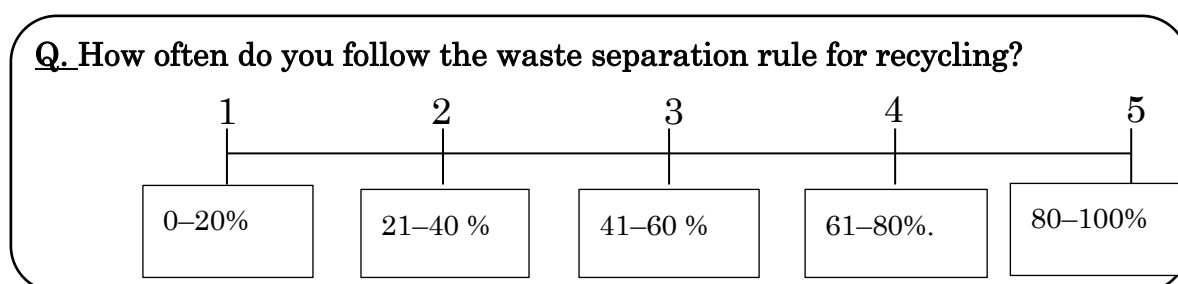 Q. How often do you follow the waste separation rule for recycling?
1 2 3 4 5
0–20% 21–40 % 41–60 % 61–80%. 80–100%